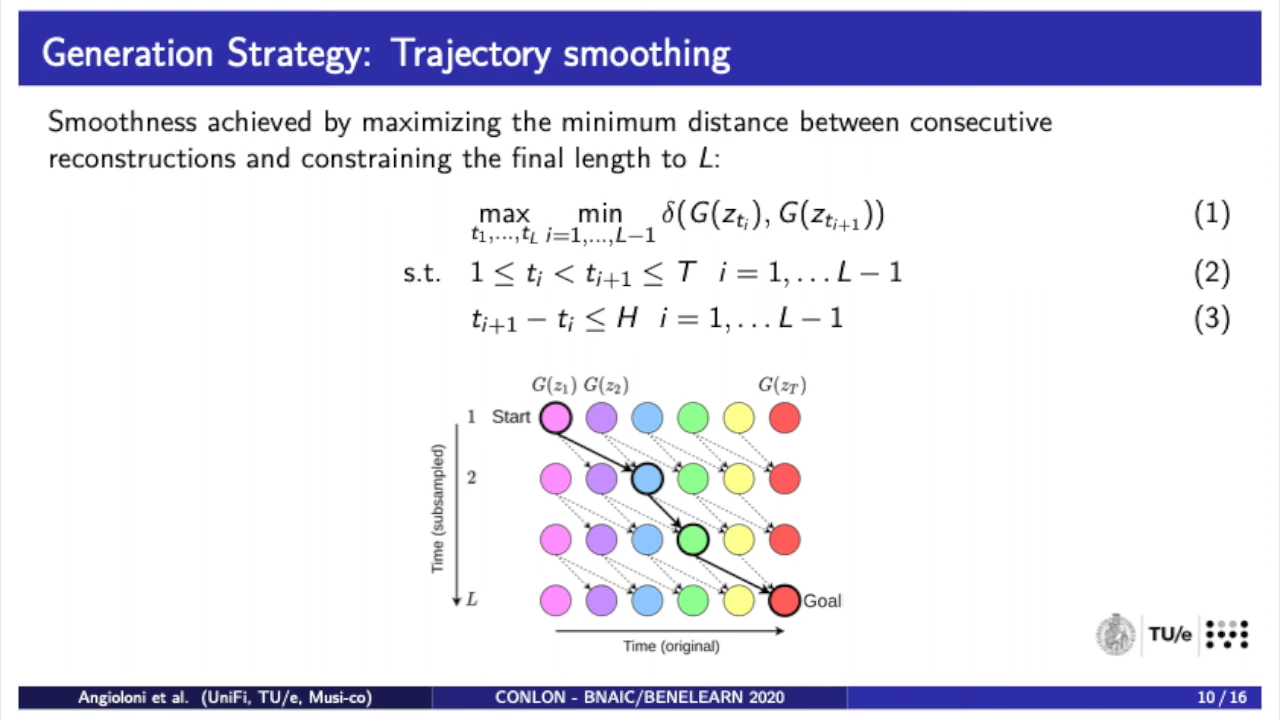 Generation Strategy: Trajectory smoothing
Smoothness achieved by maximizing the minimum distance between consecutive
reconstructions and constraining the final length to L:
max_{t_1,...,t_L} min_{i=1,...,L−1} δ(G(z_{t_i}), G(z_{t_{i+1}})) (1)
s.t. 1 ≤ t_i < t_{i+1} ≤ T i = 1, . . . L − 1 (2)
t_{i+1} − t_i ≤ H i = 1, . . . L − 1 (3)
G(z_1) G(z_2) G(z_T)
1 Start
2
Time (subsampled)
L Goal
Time (original)
TU/e
Angioloni et al. (UniFi, TU/e, Musi-co) CONLON - BNAIC/BENELEARN 2020 10 / 16